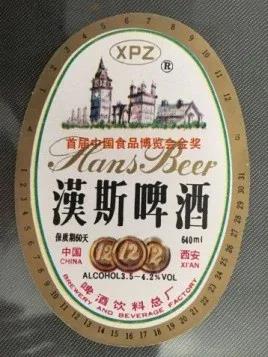 XPZ
®
首届中国食品博览会金奖
Hans Beer
漢斯啤酒
保质期60天
640ml
中国
CHINA
西安
XI'AN
ALCOHOL3.5-4.2%VOL
啤酒饮料总厂
BREWERY AND BEVERAGE FACTORY